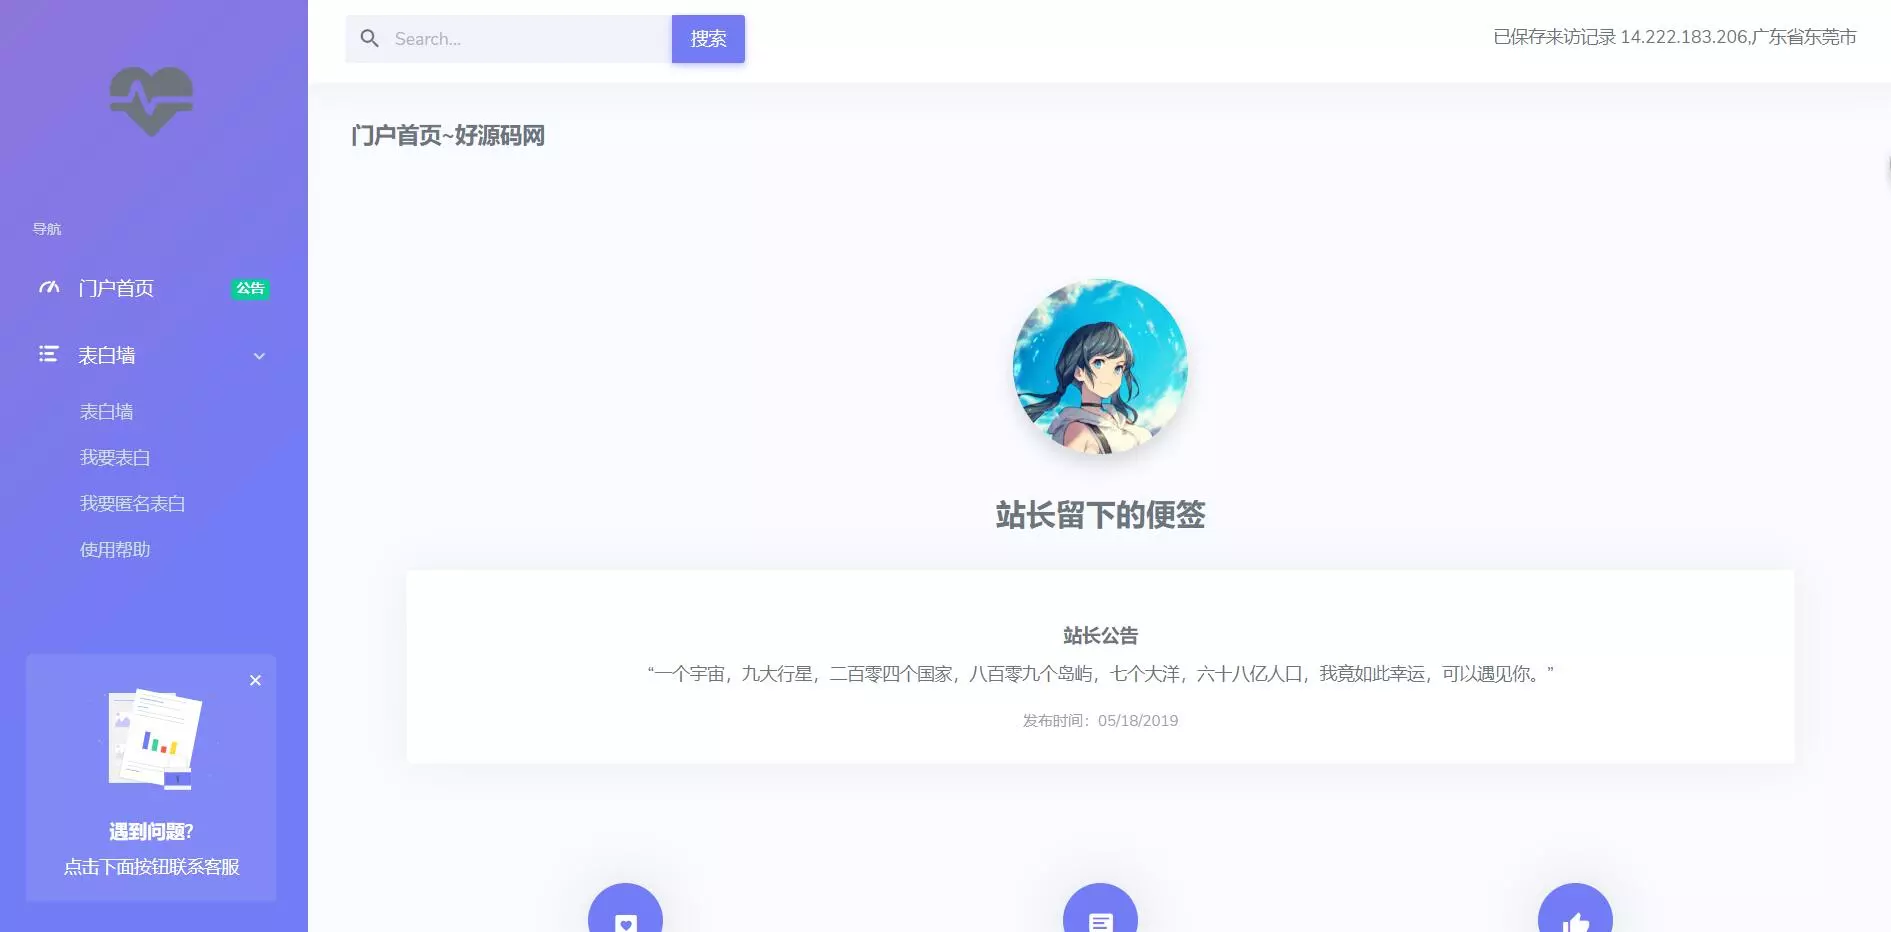 Search...
搜索
已保存来访记录 14.222.183.206,广东省东莞市
门户首页~好源码网
导航
门户首页
公告
表白墙
表白墙
我要表白
我要匿名表白
使用帮助
遇到问题?
点击下面按钮联系客服
站长留下的便签
站长公告
“一个宇宙，九大行星，二百零四个国家，八百零九个岛屿，七个大洋，六十八亿人口，我竟如此幸运，可以遇见你。”
发布时间：05/18/2019